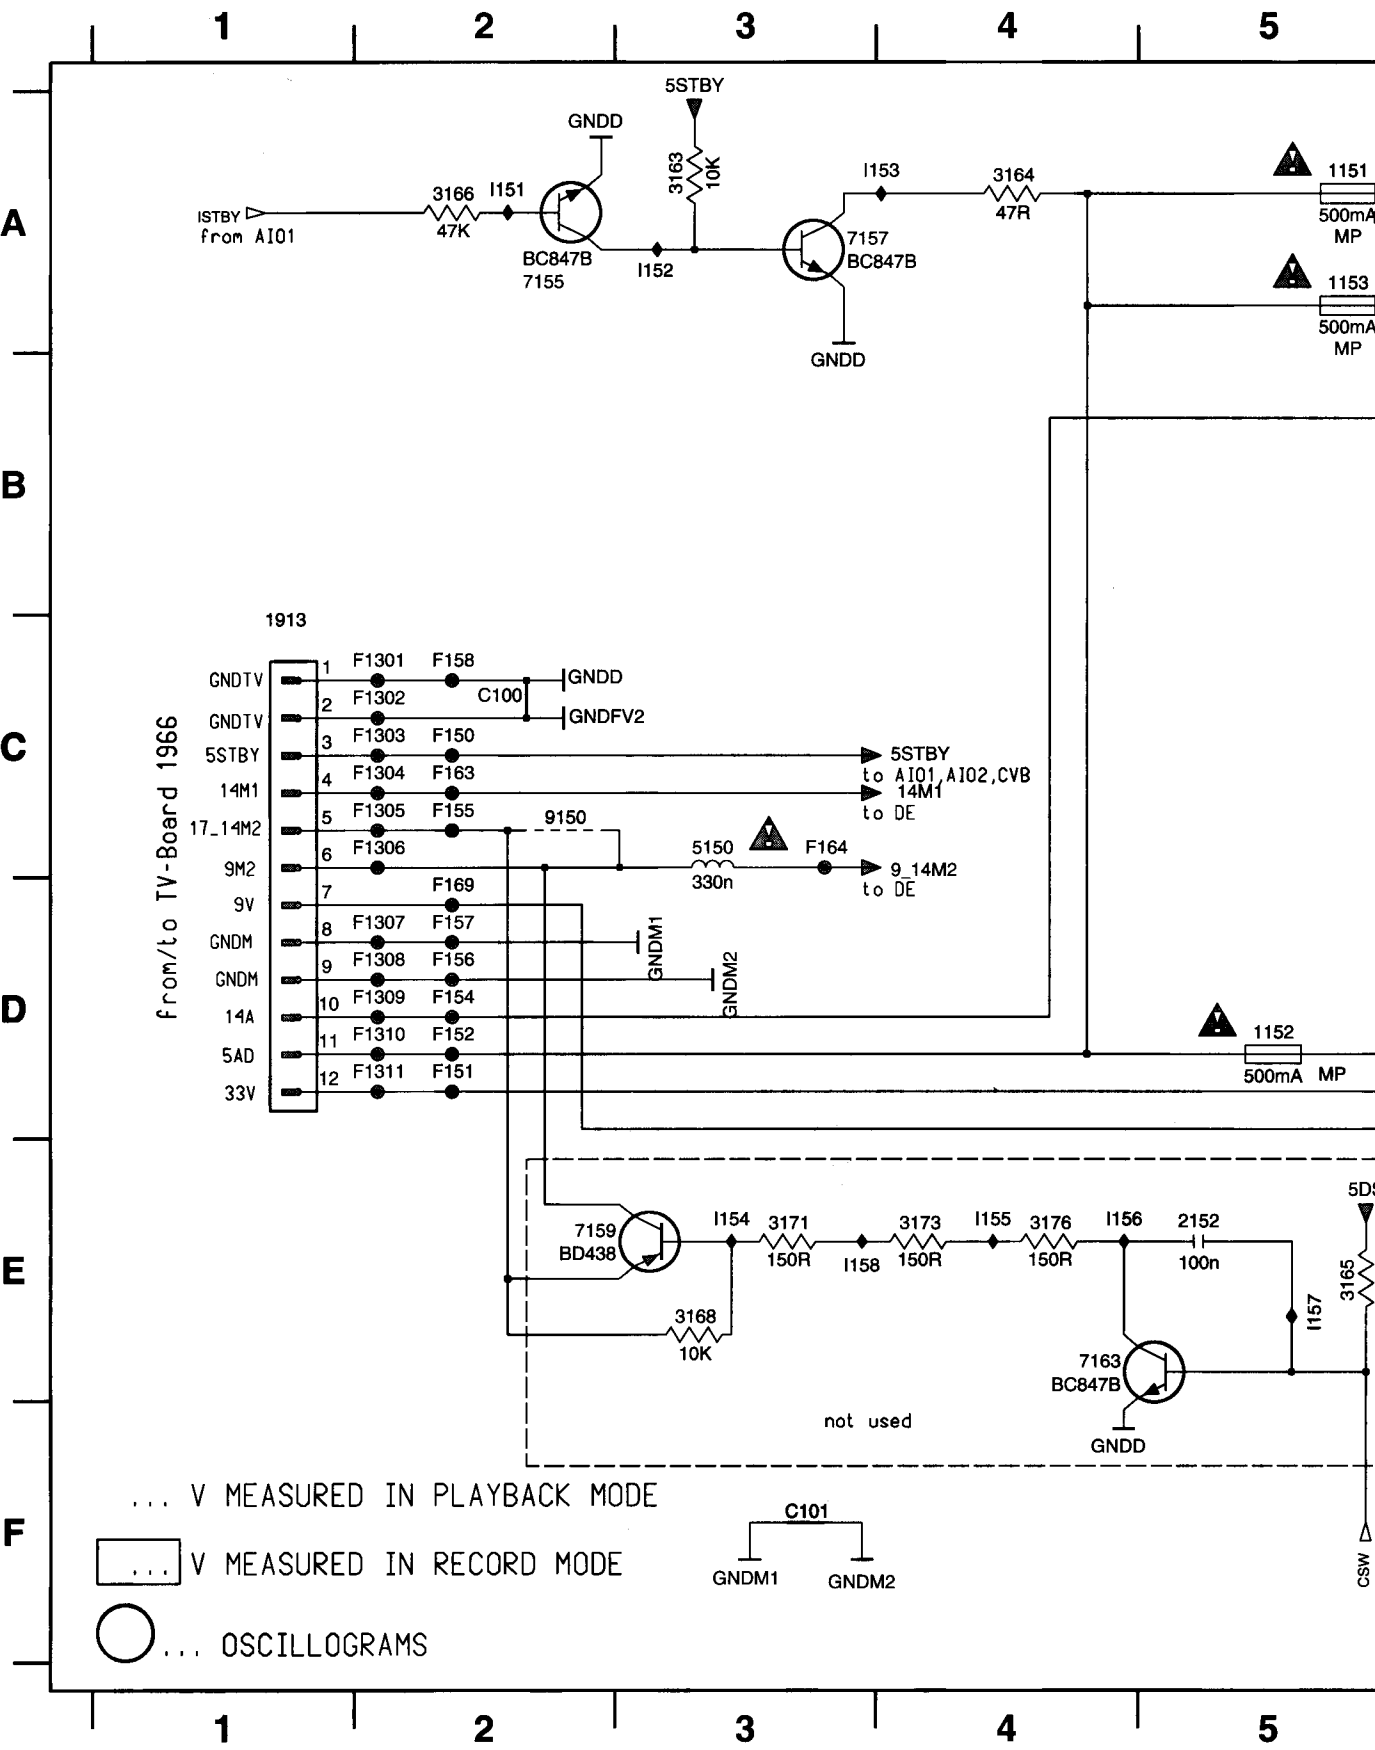 1 2 3 4 5
5STBY
GNDD
3163
10K
I153
3164
47R
1151
500mA
MP
A
3166
47K
I151
ISTBY
from AIO1
BC847B
7155
I152
7157
BC847B
1153
500mA
MP
GNDD
B
1913
from/to TV-Board 1966
GNDTV 1 F1301 F158 GNDD
C100
GNDTV 2 F1302 GNDFV2
C
5STBY 3 F1303 F150 5STBY
to AIO1,AIO2,CVB
14M1 4 F1304 F163 14M1
to DE
17_14M2 5 F1305 F155 9150
9M2 6 F1306 5150 F164 9_14M2
330n
to DE
9V 7 F169
GNDM 8 F1307 F157 GNDM1
GNDM 9 F1308 F156 GNDM2
D
14A 10 F1309 F154
5AD 11 F1310 F152 1152
500mA MP
33V 12 F1311 F151
5DS
7159
BD438
I154
3171
150R
I158
3173
150R
I155
3176
150R
I156
2152
100n
3165
E
I157
3168
10K
7163
BC847B
not used
GNDD
... V MEASURED IN PLAYBACK MODE
C101
F
... V MEASURED IN RECORD MODE
GNDM1 GNDM2
CSW
... OSCILLOGRAMS
1 2 3 4 5